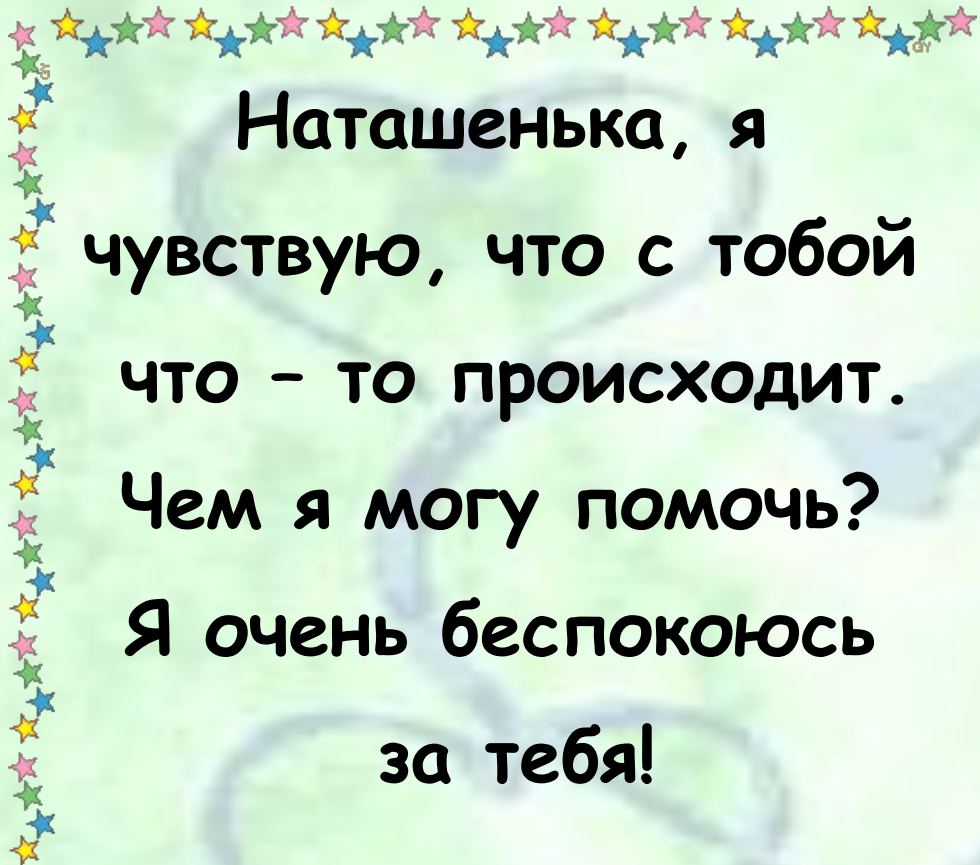 Наташенька, я
чувствую, что с тобой
что – то происходит.
Чем я могу помочь?
Я очень беспокоюсь
за тебя!